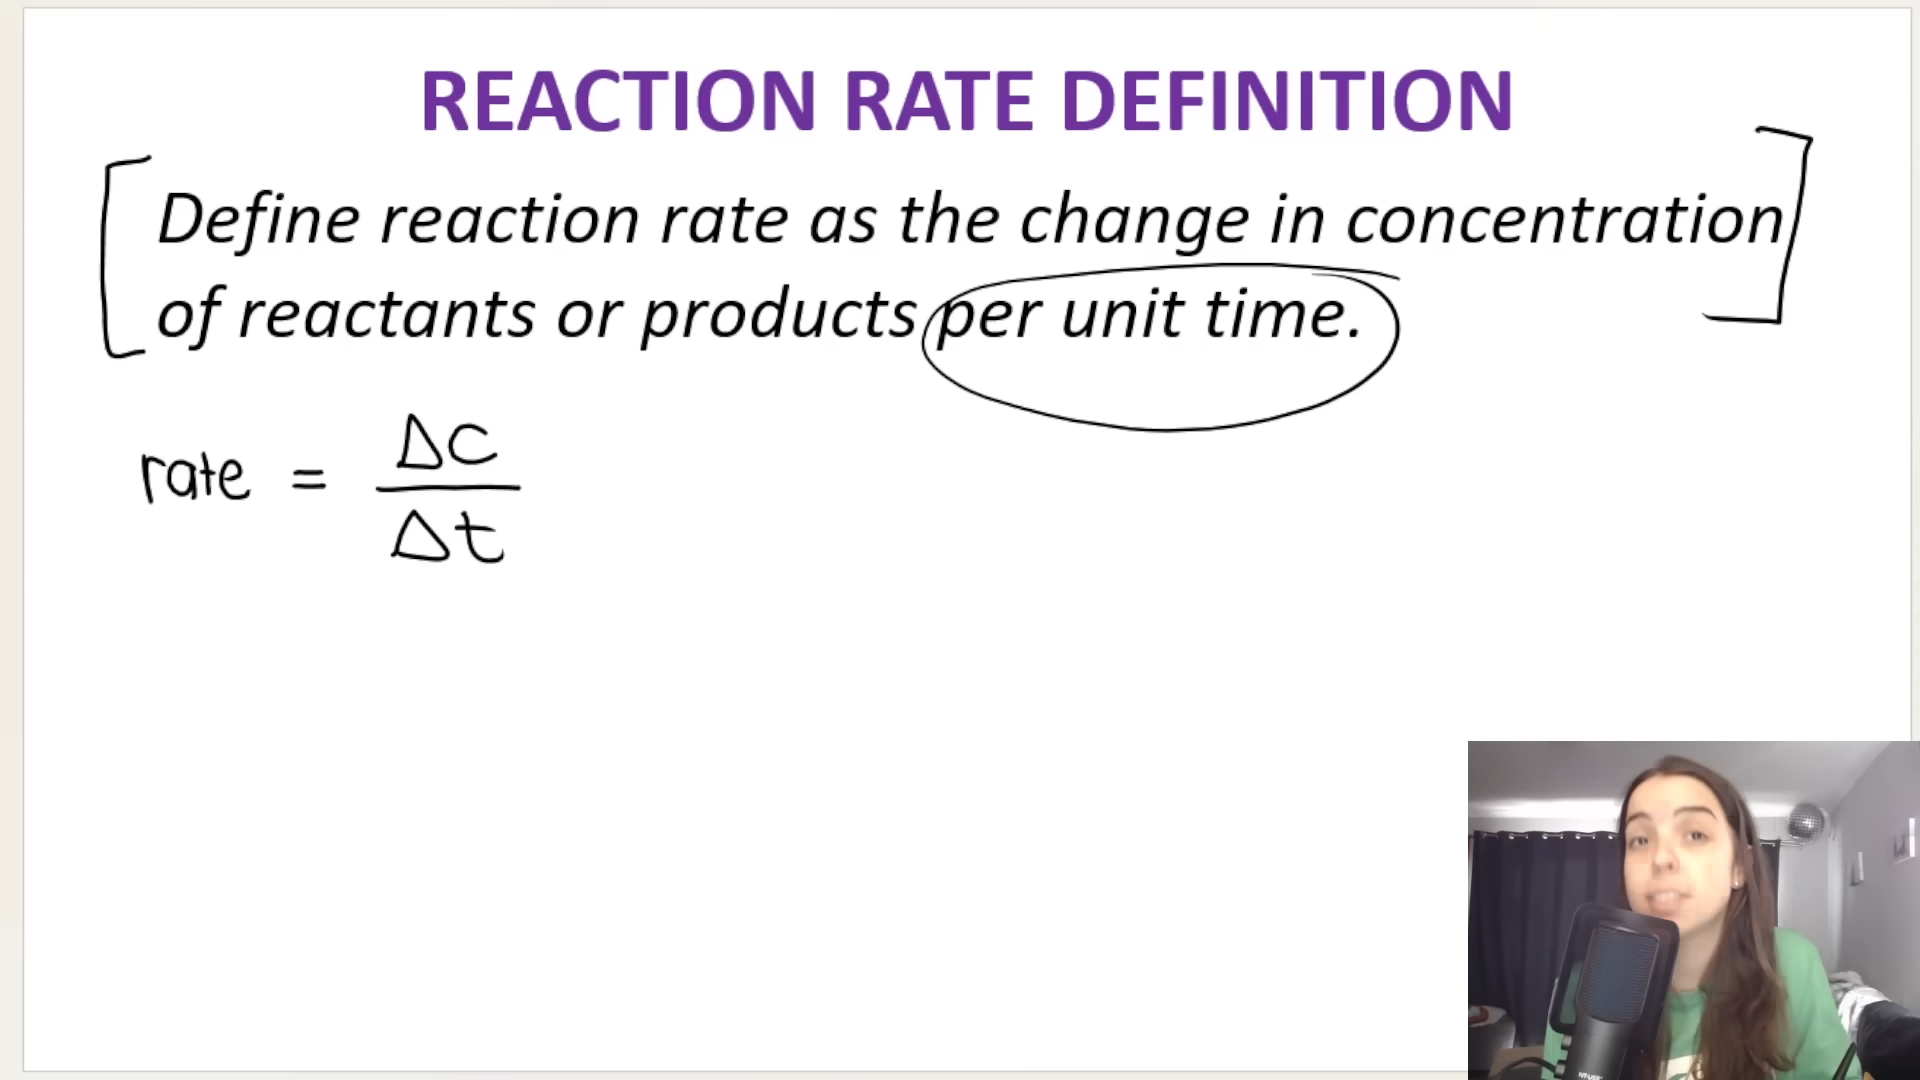 REACTION RATE DEFINITION
Define reaction rate as the change in concentration
of reactants or products per unit time.
rate = ΔC
Δt